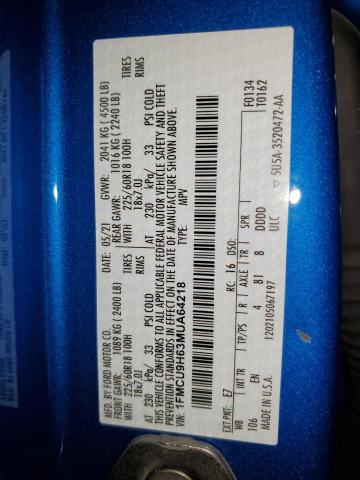 MFD. BY FORD MOTOR CO.
DATE: 05/21 GVWR: 2041 KG ( 4500 LB)
FRONT GAWR: 1089 KG ( 2400 LB) REAR GAWR: 1016 KG ( 2240 LB)
WITH 225/60R18 100H TIRES WITH 225/60R18 100H TIRES
18x7.0J RIMS 18x7.0J RIMS
AT 230 kPa/ 33 PSI COLD AT 230 kPa/ 33 PSI COLD
THIS VEHICLE CONFORMS TO ALL APPLICABLE FEDERAL MOTOR VEHICLE SAFETY AND
THEFT PREVENTION STANDARDS IN EFFECT ON THE DATE OF MANUFACTURE SHOWN ABOVE.
VIN: 1FMCU9H63MUA64218
TYPE: MPV
F0134
T0162
EXT PNT: E7 RC: 16 DSO:
WB INT TR TP/PS R AXLE TR SPR
106 EN 4 81 8 DDDD
ULC
1202105067197
5U5A-3520472-AA